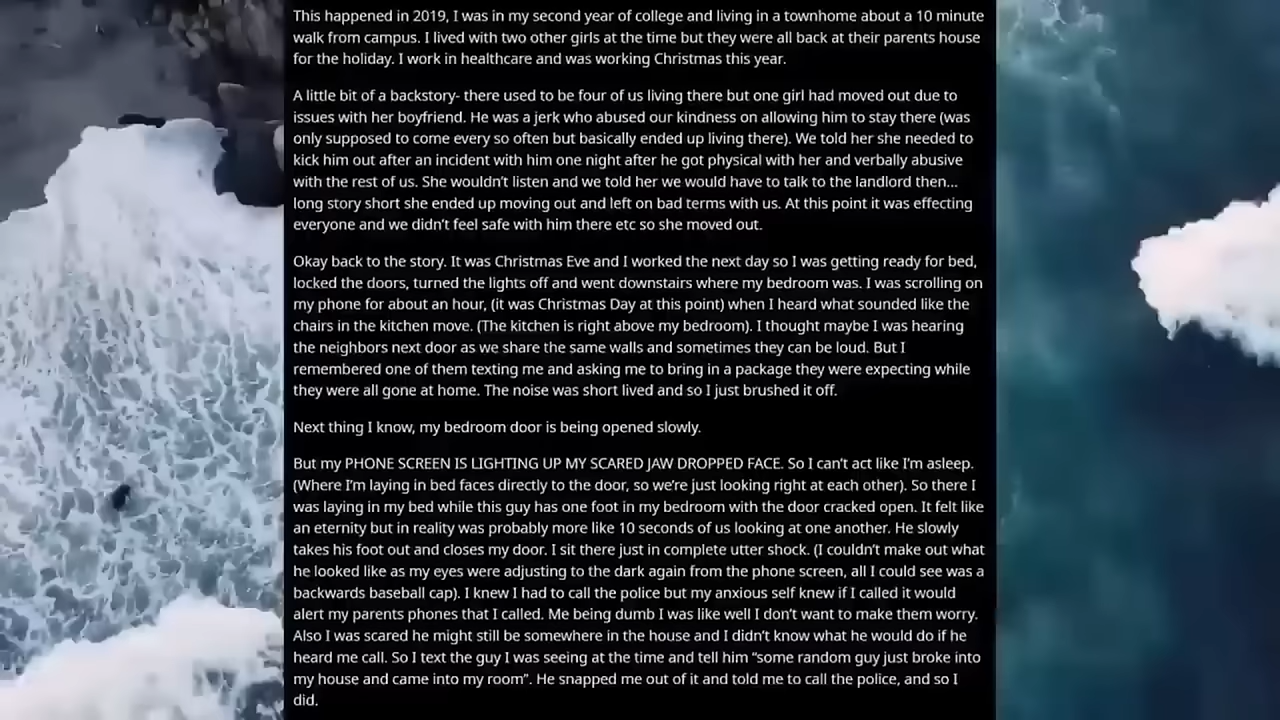 This happened in 2019, I was in my second year of college and living in a townhome about a 10 minute
walk from campus. I lived with two other girls at the time but they were all back at their parents house
for the holiday. I work in healthcare and was working Christmas this year.
A little bit of a backstory- there used to be four of us living there but one girl had moved out due to
issues with her boyfriend. He was a jerk who abused our kindness on allowing him to stay there (was
only supposed to come every so often but basically ended up living there). We told her she needed to
kick him out after an incident with him one night after he got physical with her and verbally abusive
with the rest of us. She wouldn't listen and we told her we would have to talk to the landlord then...
long story short she ended up moving out and left on bad terms with us. At this point it was effecting
everyone and we didn't feel safe with him there etc so she moved out.
Okay back to the story. It was Christmas Eve and I worked the next day so I was getting ready for bed,
locked the doors, turned the lights off and went downstairs where my bedroom was. I was scrolling on
my phone for about an hour, (it was Christmas Day at this point) when I heard what sounded like the
chairs in the kitchen move. (The kitchen is right above my bedroom). I thought maybe I was hearing
the neighbors next door as we share the same walls and sometimes they can be loud. But I
remembered one of them texting me and asking me to bring in a package they were expecting while
they were all gone at home. The noise was short lived and so I just brushed it off.
Next thing I know, my bedroom door is being opened slowly.
But my PHONE SCREEN IS LIGHTING UP MY SCARED JAW DROPPED FACE. So I can't act like I'm asleep.
(Where I'm laying in bed faces directly to the door, so we're just looking right at each other). So there I
was laying in my bed while this guy has one foot in my bedroom with the door cracked open. It felt like
an eternity but in reality was probably more like 10 seconds of us looking at one another. He slowly
takes his foot out and closes my door. I sit there just in complete utter shock. (I couldn't make out what
he looked like as my eyes were adjusting to the dark again from the phone screen, all I could see was a
backwards baseball cap). I knew I had to call the police but my anxious self knew if I called it would
alert my parents phones that I called. Me being dumb I was like well I don't want to make them worry.
Also I was scared he might still be somewhere in the house and I didn't know what he would do if he
heard me call. So I text the guy I was seeing at the time and tell him “some random guy just broke into
my house and came into my room”. He snapped me out of it and told me to call the police, and so I
did.